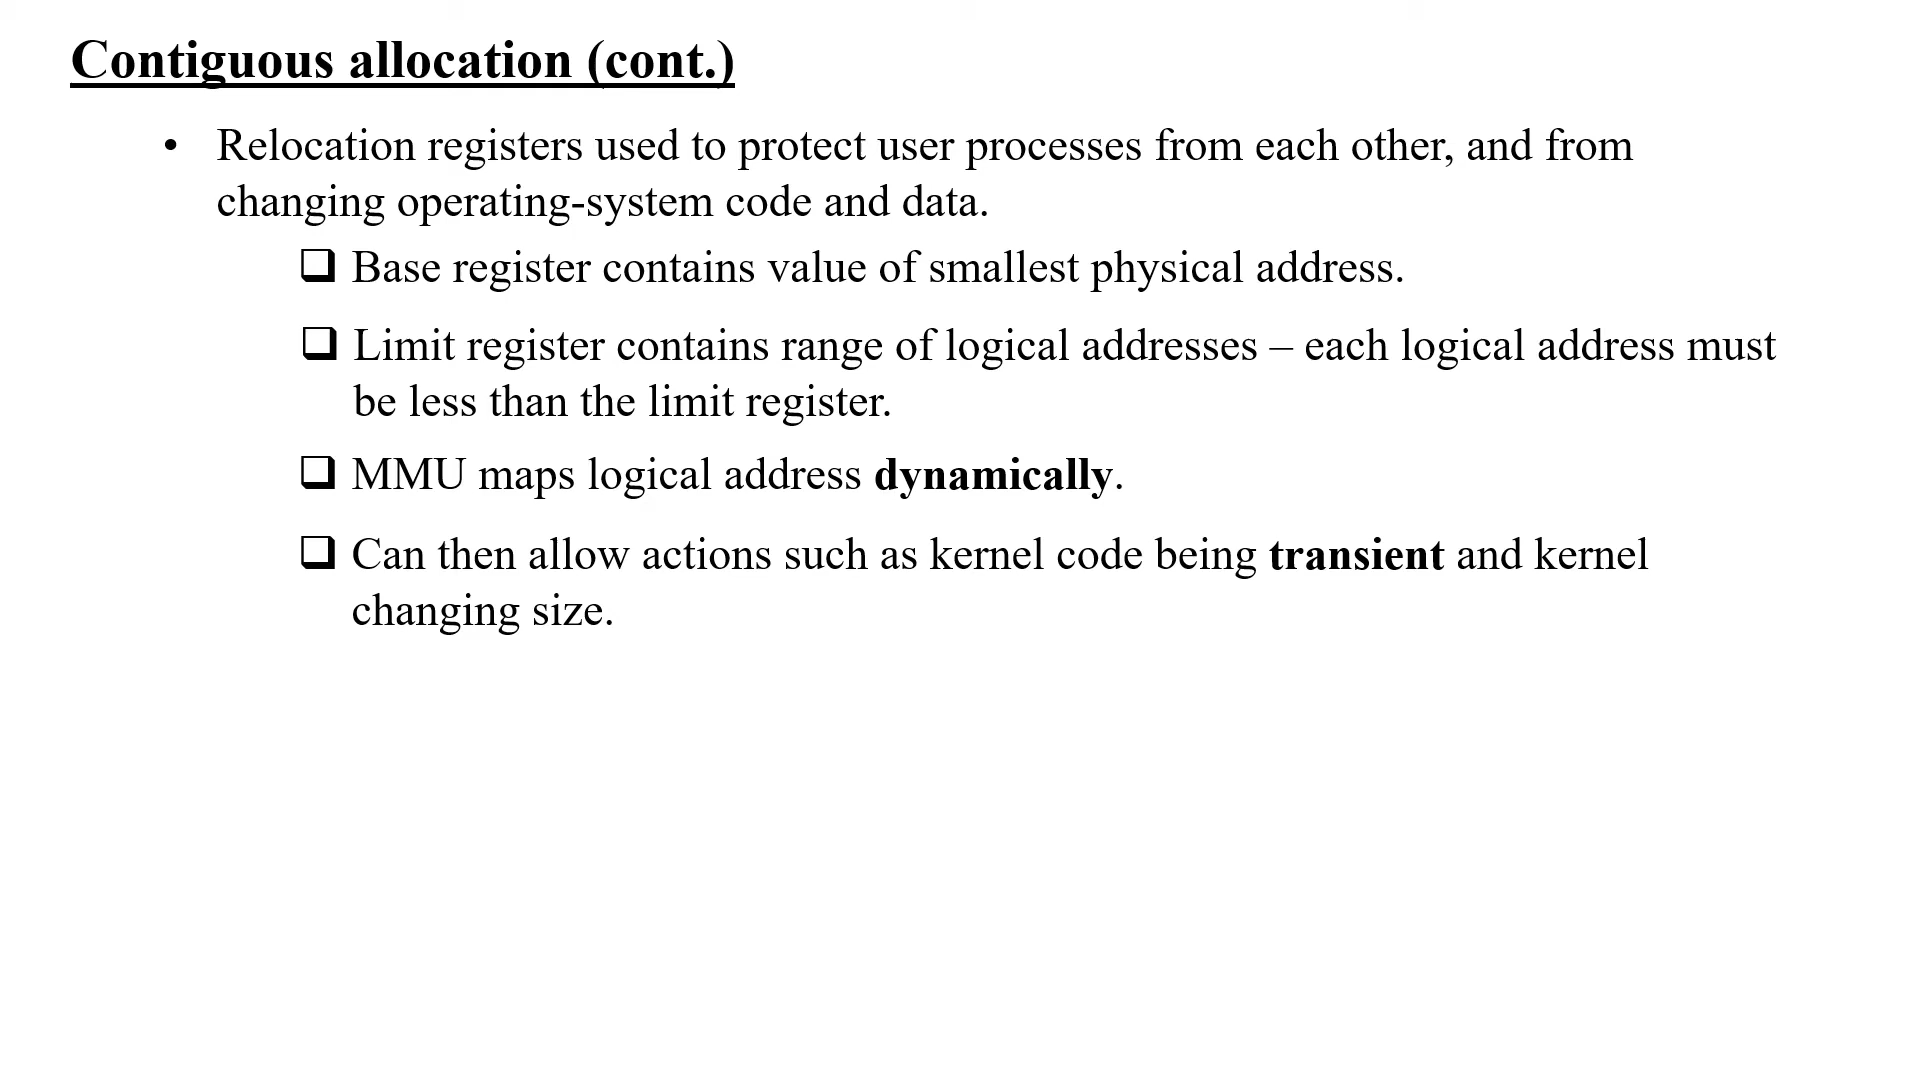 Contiguous allocation (cont.)
• Relocation registers used to protect user processes from each other, and from
changing operating-system code and data.
❑ Base register contains value of smallest physical address.
❑ Limit register contains range of logical addresses – each logical address must
be less than the limit register.
❑ MMU maps logical address dynamically.
❑ Can then allow actions such as kernel code being transient and kernel
changing size.